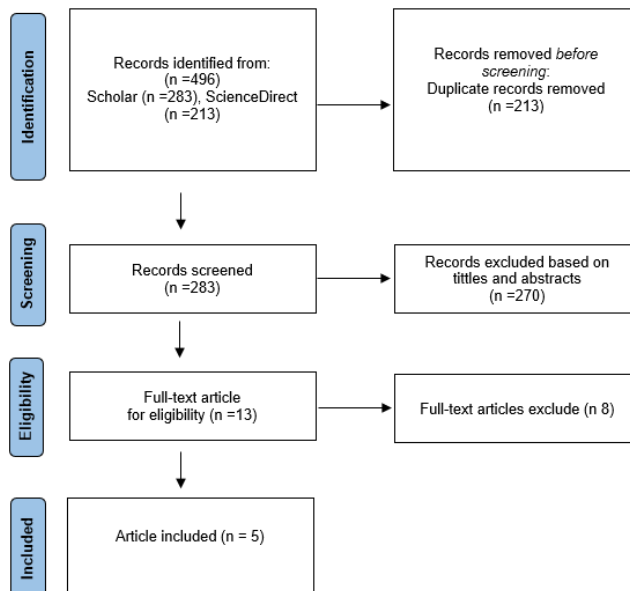 Identification
Records identified from:
(n =496)
Scholar (n =283), ScienceDirect
(n =213)
Records removed before
screening:
Duplicate records removed
(n =213)
Screening
Records screened
(n =283)
Records excluded based on
tittles and abstracts
(n =270)
Eligibility
Full-text article
for eligibility (n =13)
Full-text articles exclude (n 8)
Included
Article included (n = 5)